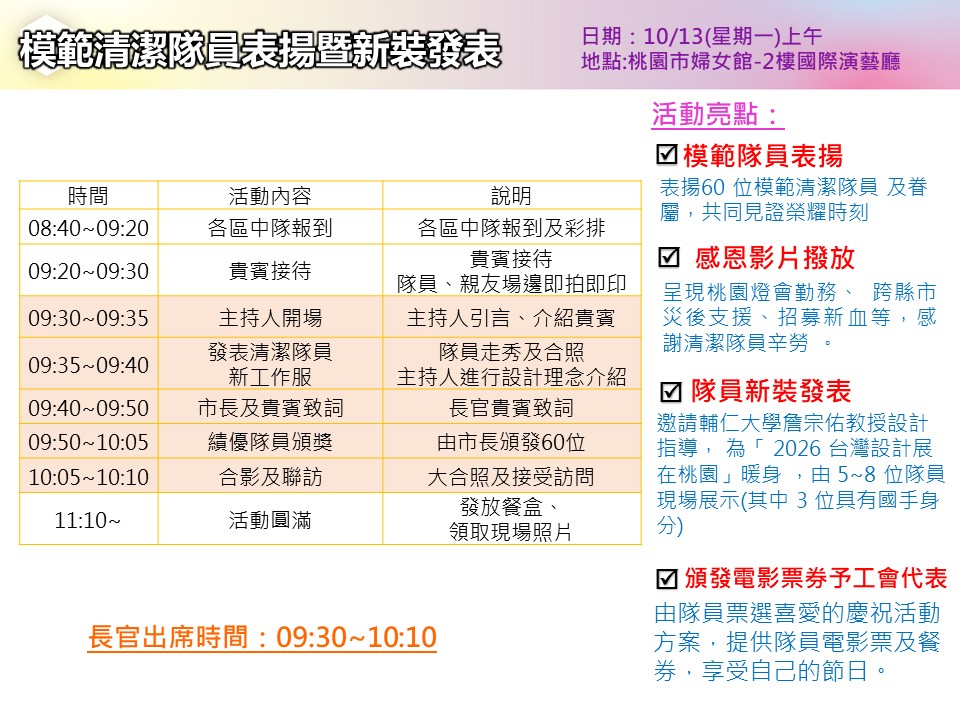 模範清潔隊員表揚暨新裝發表
日期：10/13(星期一)上午
地點:桃園市婦女館-2樓國際演藝廳
時間 活動內容 說明
08:40~09:20 各區中隊報到 各區中隊報到及彩排
09:20~09:30 貴賓接待 貴賓接待
隊員、親友場邊即拍即印
09:30~09:35 主持人開場 主持人引言、介紹貴賓
09:35~09:40 發表清潔隊員
新工作服 隊員走秀及合照
主持人進行設計理念介紹
09:40~09:50 市長及貴賓致詞 長官貴賓致詞
09:50~10:05 績優隊員頒獎 由市長頒發60位
10:05~10:10 合影及聯訪 大合照及接受訪問
11:10~ 活動圓滿 發放餐盒、
領取現場照片
長官出席時間：09:30~10:10
活動亮點：
☑模範隊員表揚
表揚60 位模範清潔隊員 及眷
屬，共同見證榮耀時刻
☑ 感恩影片撥放
呈現桃園燈會勤務、 跨縣市
災後支援、招募新血等，感
謝清潔隊員辛勞 。
☑ 隊員新裝發表
邀請輔仁大學詹宗佑教授設計
指導， 為「 2026 台灣設計展
在桃園」暖身 ，由 5~8 位隊員
現場展示(其中 3 位具有國手身
分)
☑ 頒發電影票券予工會代表
由隊員票選喜愛的慶祝活動
方案，提供隊員電影票及餐
券，享受自己的節日。